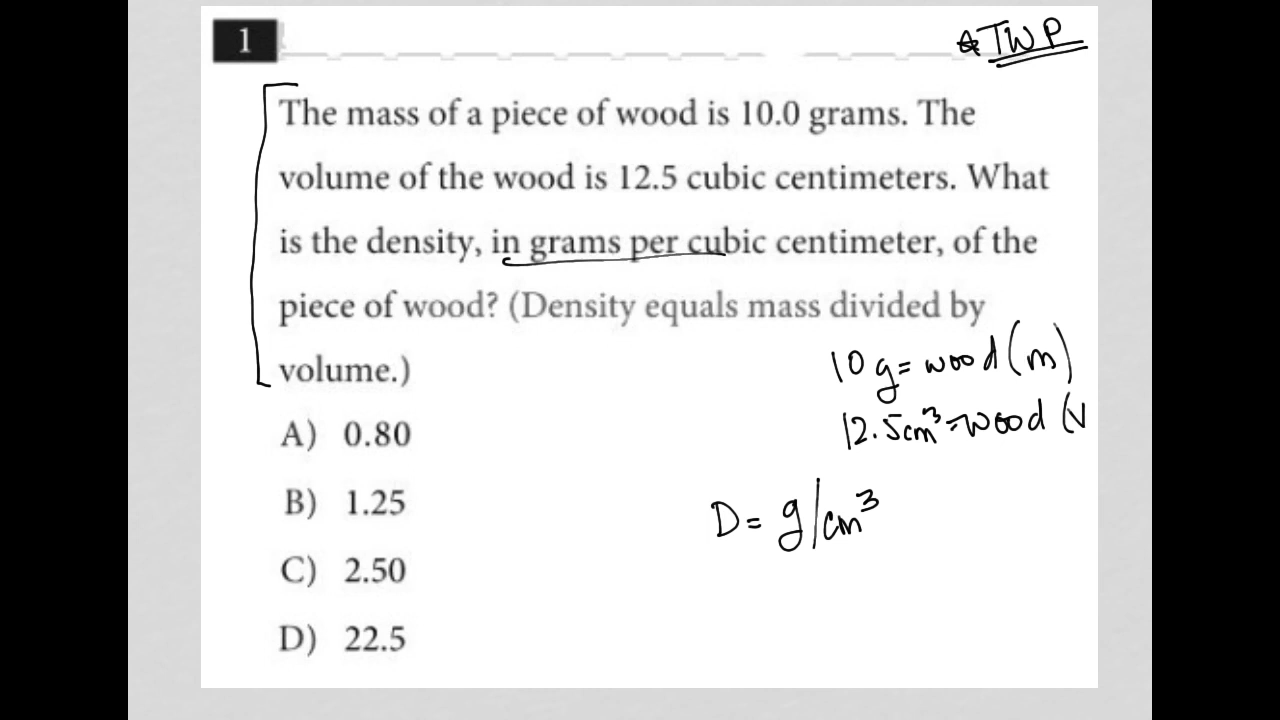 1
☆TWP
The mass of a piece of wood is 10.0 grams. The
volume of the wood is 12.5 cubic centimeters. What
is the density, in grams per cubic centimeter, of the
piece of wood? (Density equals mass divided by
volume.)
10 g = wood (m)
12.5cm³ = wood (V
A) 0.80
B) 1.25
D = g/cm³
C) 2.50
D) 22.5